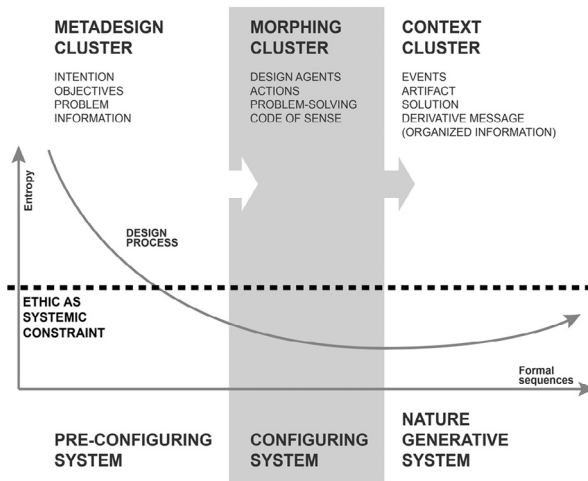 METADESIGN
CLUSTER
INTENTION
OBJECTIVES
PROBLEM
INFORMATION
MORPHING
CLUSTER
DESIGN AGENTS
ACTIONS
PROBLEM-SOLVING
CODE OF SENSE
CONTEXT
CLUSTER
EVENTS
ARTIFACT
SOLUTION
DERIVATIVE MESSAGE
(ORGANIZED INFORMATION)
Entropy
DESIGN
PROCESS
ETHIC AS
SYSTEMIC
CONSTRAINT
Formal
sequences
PRE-CONFIGURING
SYSTEM
CONFIGURING
SYSTEM
NATURE
GENERATIVE
SYSTEM